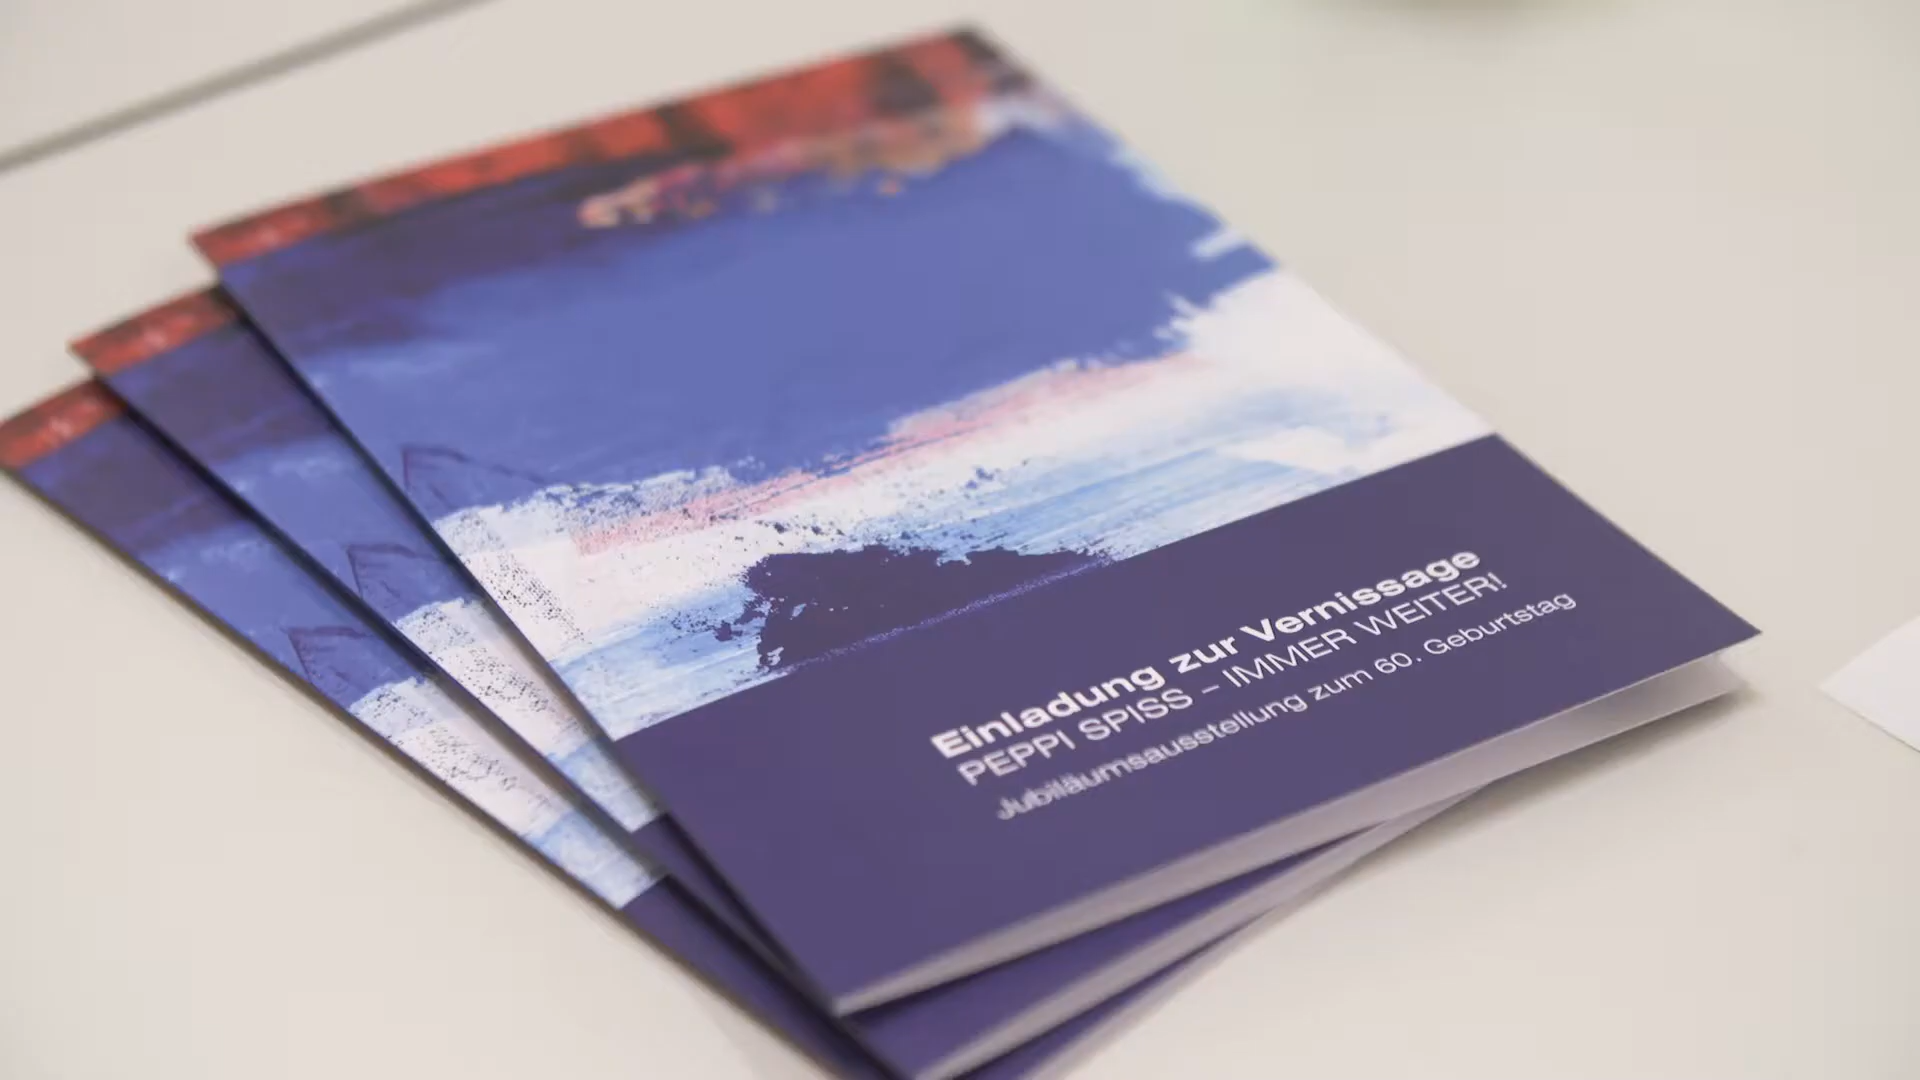 Einladung zur Vernissage
PEPPI SPISS – IMMER WEITER!
Jubiläumsausstellung zum 60. Geburtstag